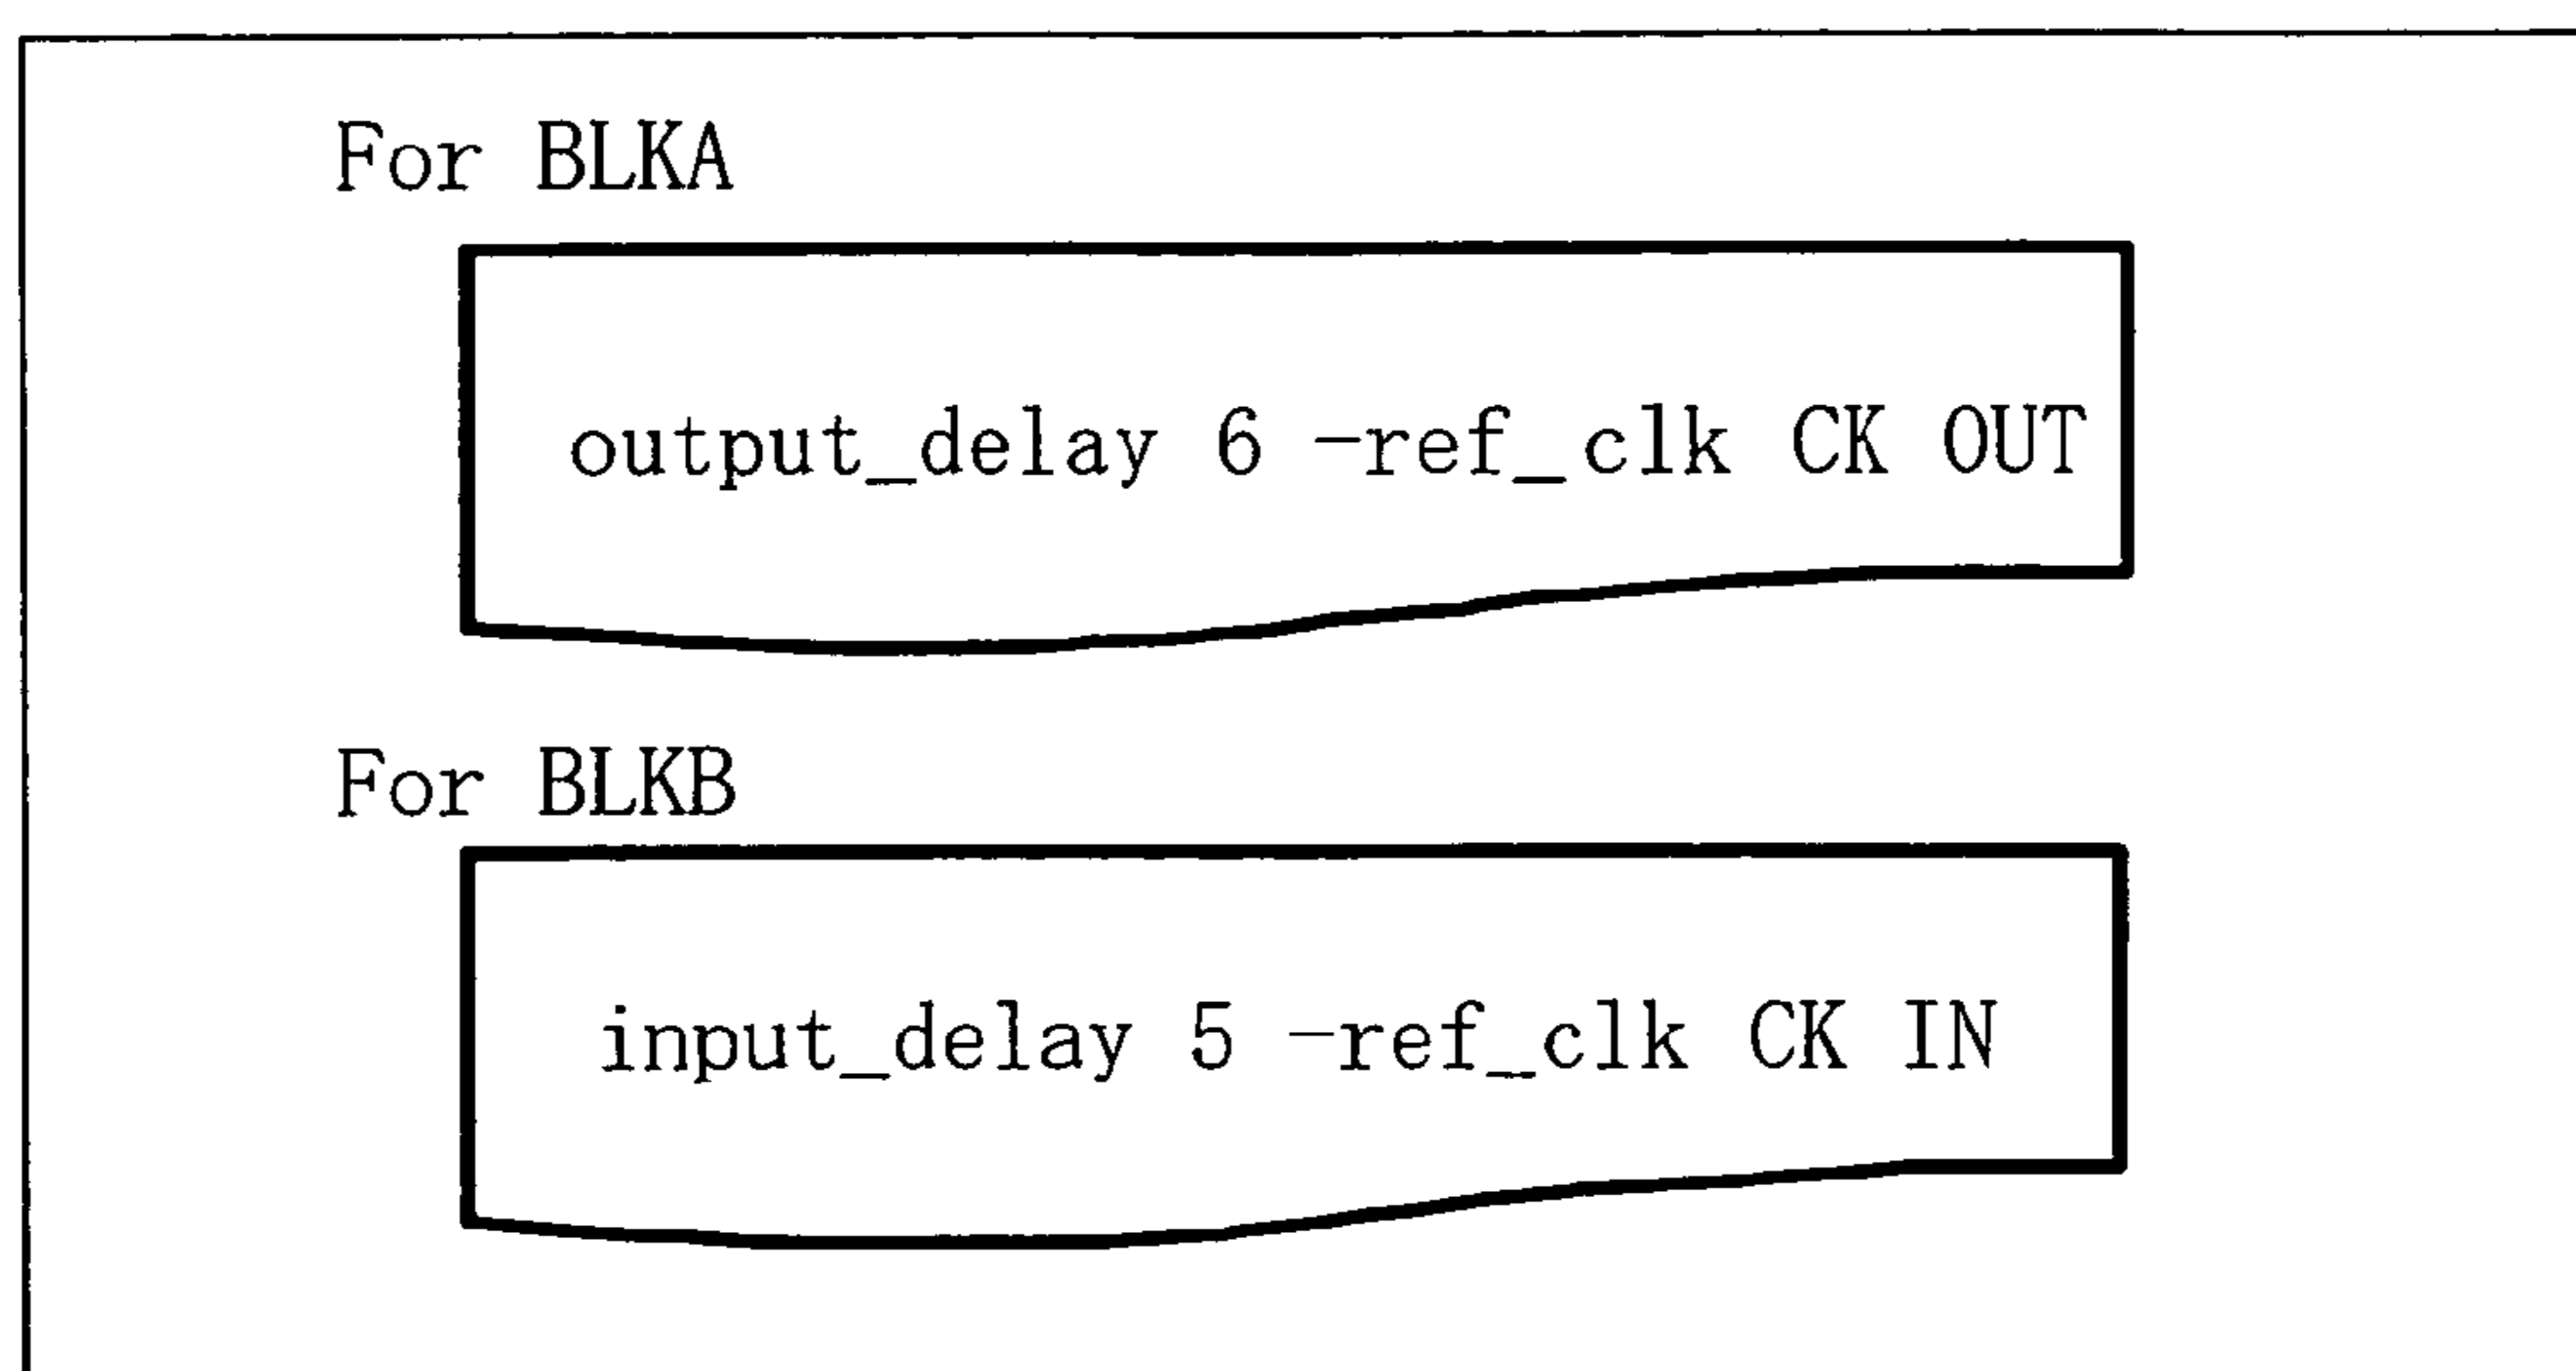 For BLKA
output_delay 6 -ref_clk CK OUT
For BLKB
input_delay 5 -ref_clk CK IN